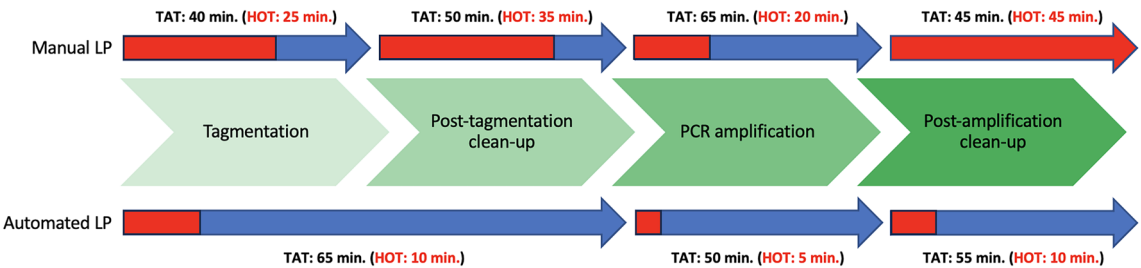 TAT: 40 min. (HOT: 25 min.)
TAT: 50 min. (HOT: 35 min.)
TAT: 65 min. (HOT: 20 min.)
TAT: 45 min. (HOT: 45 min.)
Manual LP
Tagmentation
Post-tagmentation
clean-up
PCR amplification
Post-amplification
clean-up
Automated LP
TAT: 65 min. (HOT: 10 min.)
TAT: 50 min. (HOT: 5 min.)
TAT: 55 min. (HOT: 10 min.)